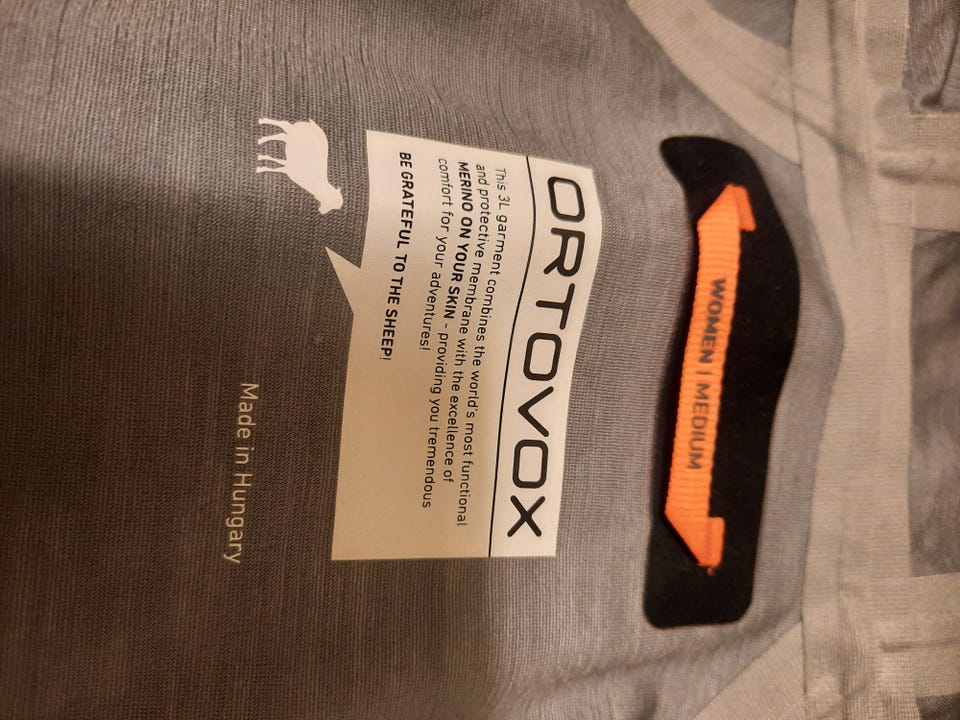 WOMEN | MEDIUM
ORTOVOX
This 3L garment combines the world's most functional
and protective membrane with the excellence of
MERINO ON YOUR SKIN - providing you tremendous
comfort for your adventures!
BE GRATEFUL TO THE SHEEP!
Made in Hungary